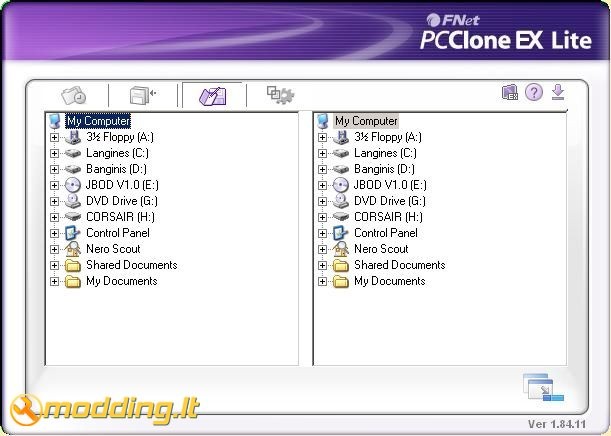 FNet
PCClone EX Lite
My Computer
3½ Floppy (A:)
Langines (C:)
Banginis (D:)
JBOD V1.0 (E:)
DVD Drive (G:)
CORSAIR (H:)
Control Panel
Nero Scout
Shared Documents
My Documents
My Computer
3½ Floppy (A:)
Langines (C:)
Banginis (D:)
JBOD V1.0 (E:)
DVD Drive (G:)
CORSAIR (H:)
Control Panel
Nero Scout
Shared Documents
My Documents
modding.lt
Ver 1.84.11